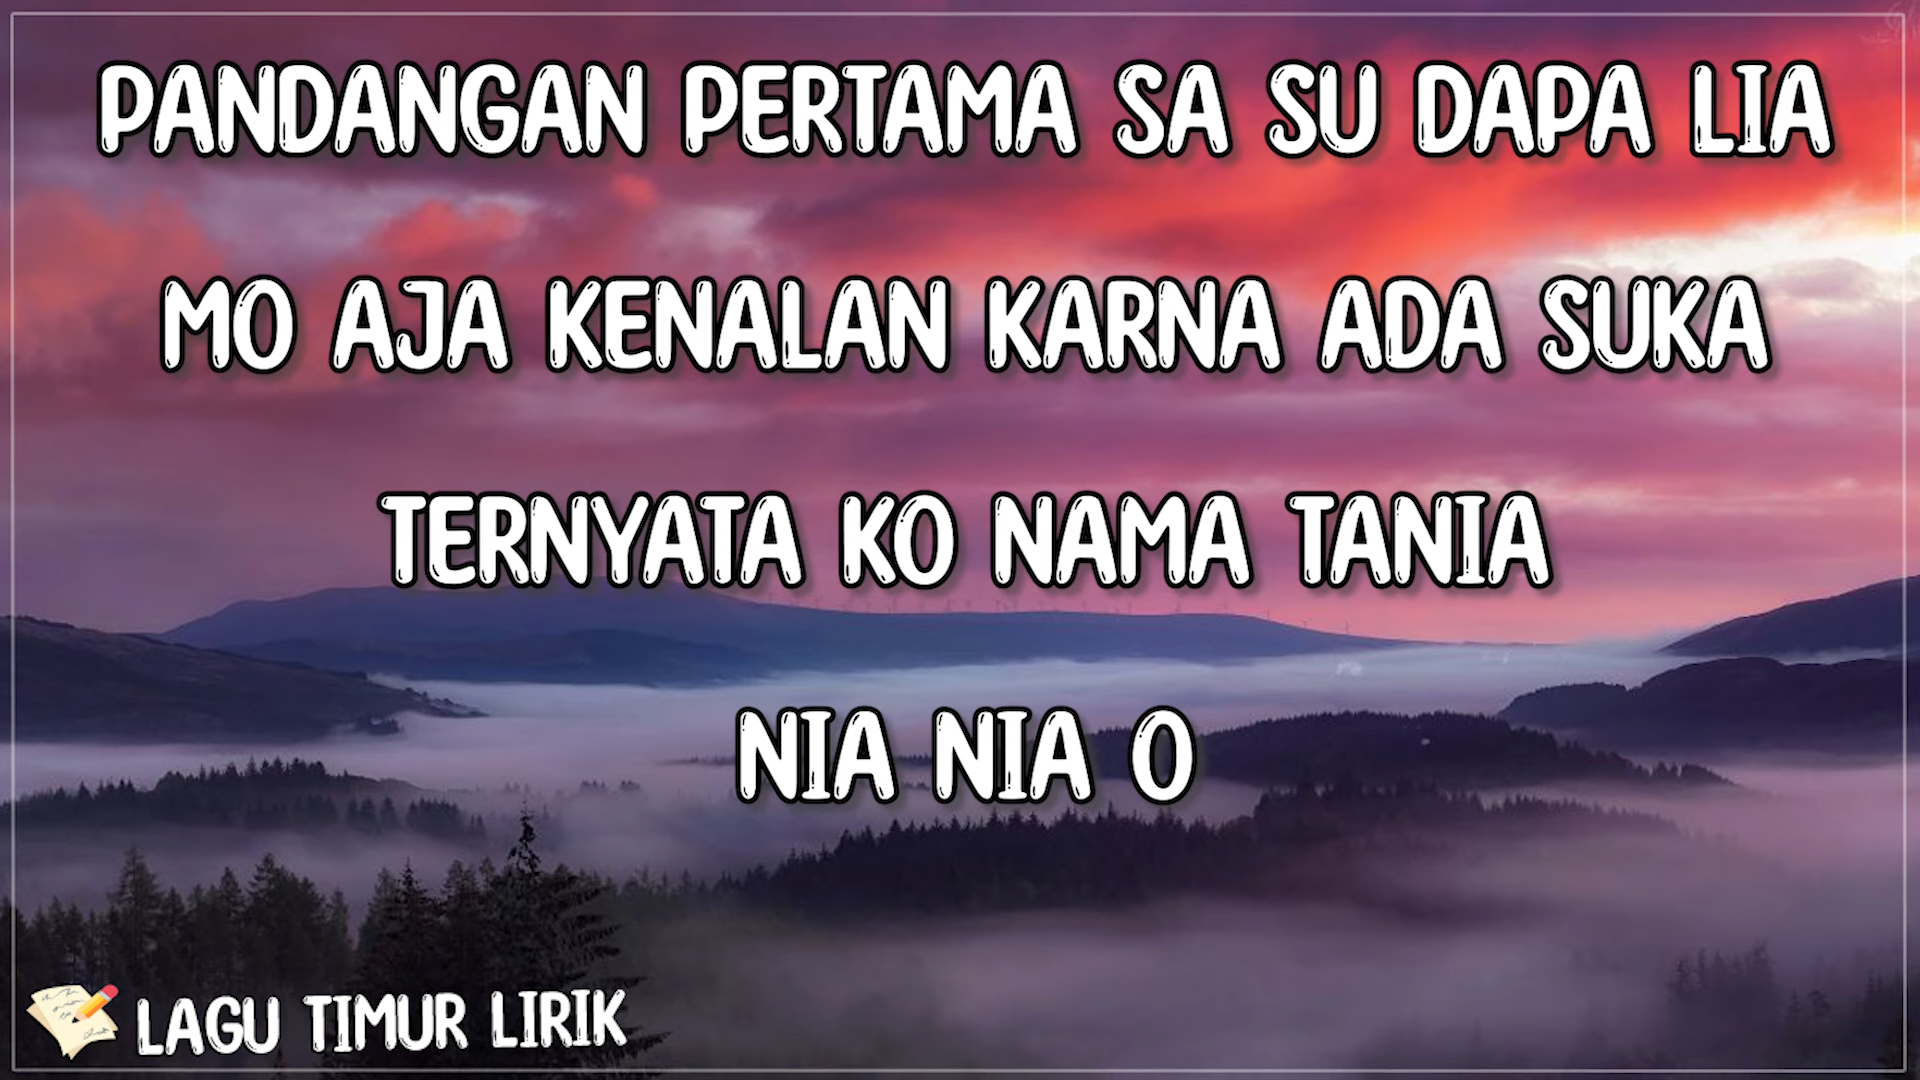 PANDANGAN PERTAMA SA SU DAPA LIA
MO AJA KENALAN KARNA ADA SUKA
TERNYATA KO NAMA TANIA
NIA NIA O
LAGU TIMUR LIRIK